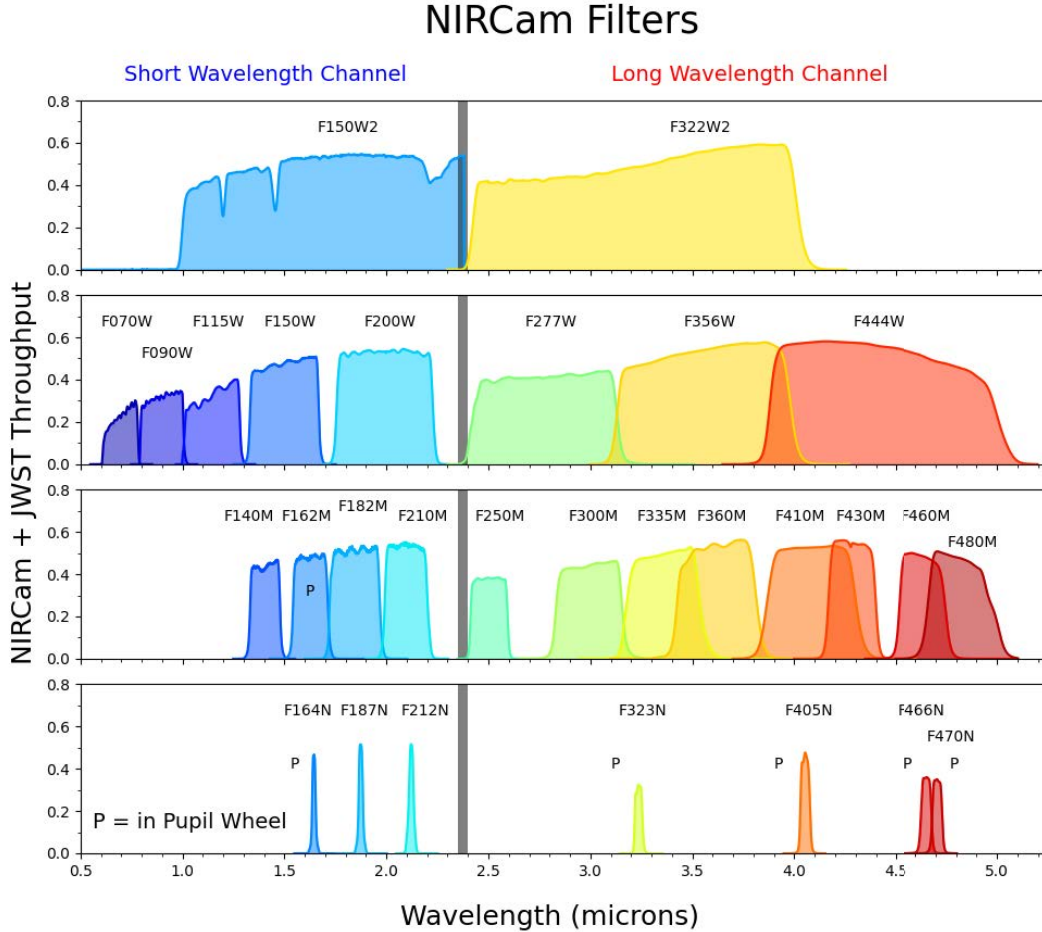 NIRCam Filters
Short Wavelength Channel
Long Wavelength Channel
NIRCam + JWST Throughput
0.8
0.6
0.4
0.2
0.0
F150W2
F322W2
0.8
0.6
0.4
0.2
0.0
F070W
F090W
F115W
F150W
F200W
F277W
F356W
F444W
0.8
0.6
0.4
0.2
0.0
F140M
F162M
P
F182M
F210M
F250M
F300M
F335M
F360M
F410M
F430M
F460M
F480M
0.8
0.6
0.4
0.2
0.0
F164N
F187N
F212N
F323N
F405N
F466N
F470N
P
P
P
P
P
P = in Pupil Wheel
0.5 1.0 1.5 2.0 2.5 3.0 3.5 4.0 4.5 5.0
Wavelength (microns)